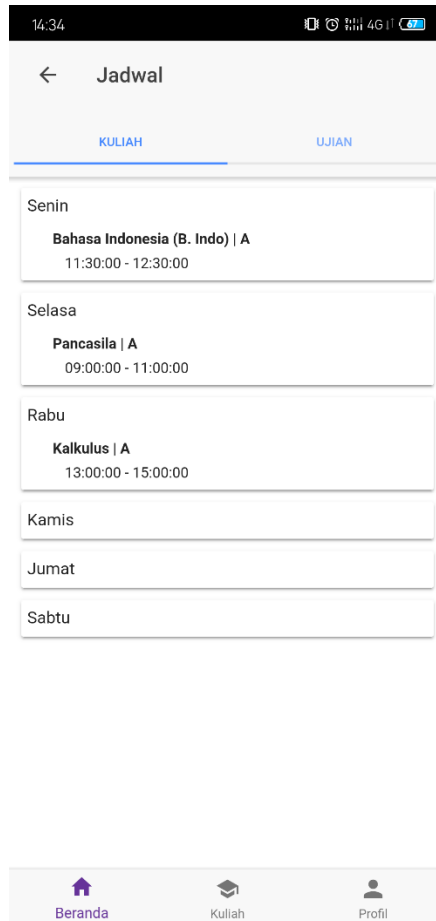 14:34 4G 67
Jadwal
KULIAH UJIAN
Senin
Bahasa Indonesia (B. Indo) | A
11:30:00 - 12:30:00
Selasa
Pancasila | A
09:00:00 - 11:00:00
Rabu
Kalkulus | A
13:00:00 - 15:00:00
Kamis
Jumat
Sabtu
Beranda Kuliah Profil